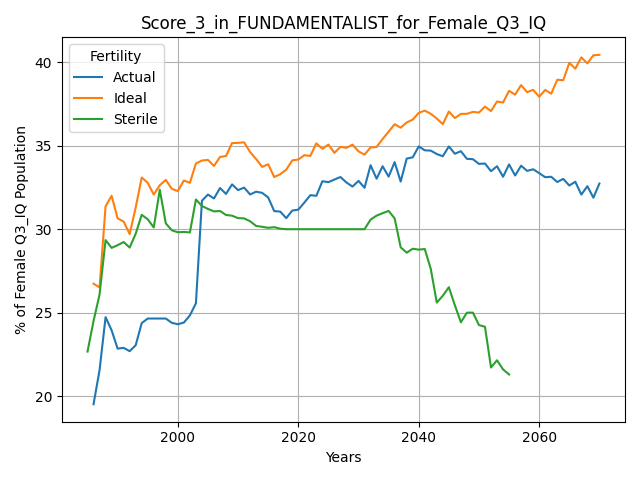 Score_3_in_FUNDAMENTALIST_for_Female_Q3_IQ
Fertility
Actual
Ideal
Sterile
% of Female Q3_IQ Population
40
35
30
25
20
2000
2020
2040
2060
Years